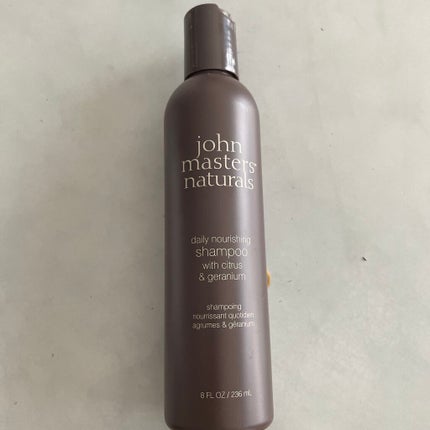 john
masters®
naturals
daily nourishing
shampoo
with citrus
& geranium
shampoing
nourrissant quotidien
agrumes & géranium
8 FL OZ / 236 mL